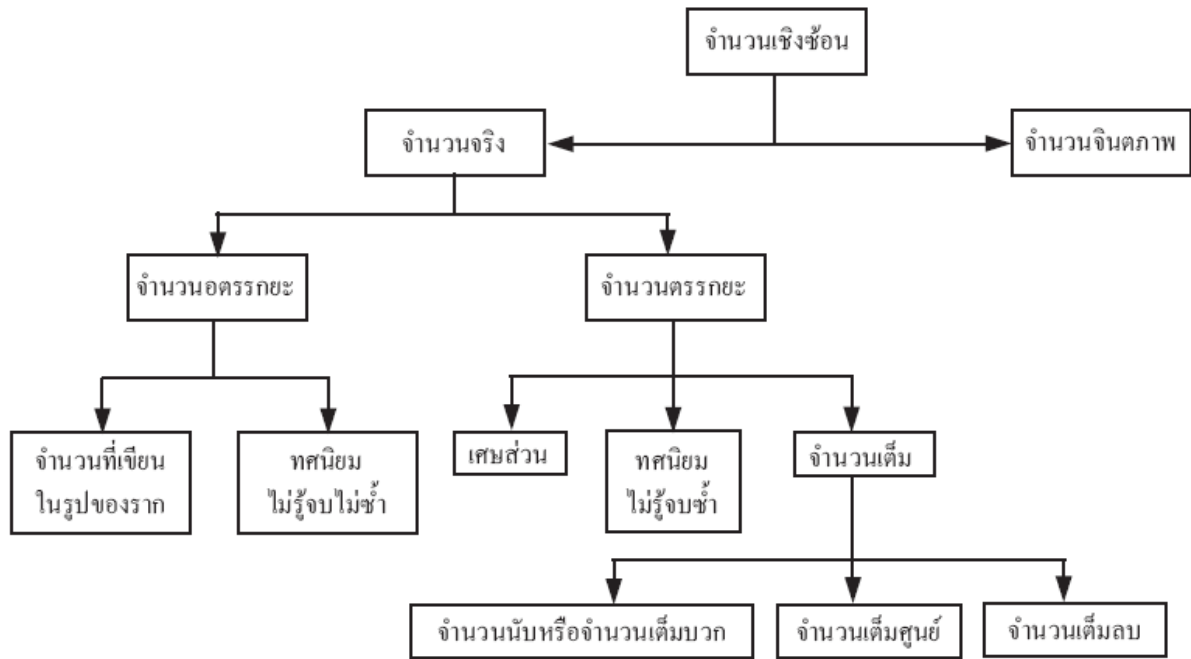 จำนวนเชิงซ้อน
จำนวนจริง
จำนวนจินตภาพ
จำนวนอตรรกยะ
จำนวนตรรกยะ
จำนวนที่เขียน
ในรูปของราก
ทศนิยม
ไม่รู้จบไม่ซ้ำ
เศษส่วน
ทศนิยม
ไม่รู้จบซ้ำ
จำนวนเต็ม
จำนวนนับหรือจำนวนเต็มบวก
จำนวนเต็มศูนย์
จำนวนเต็มลบ